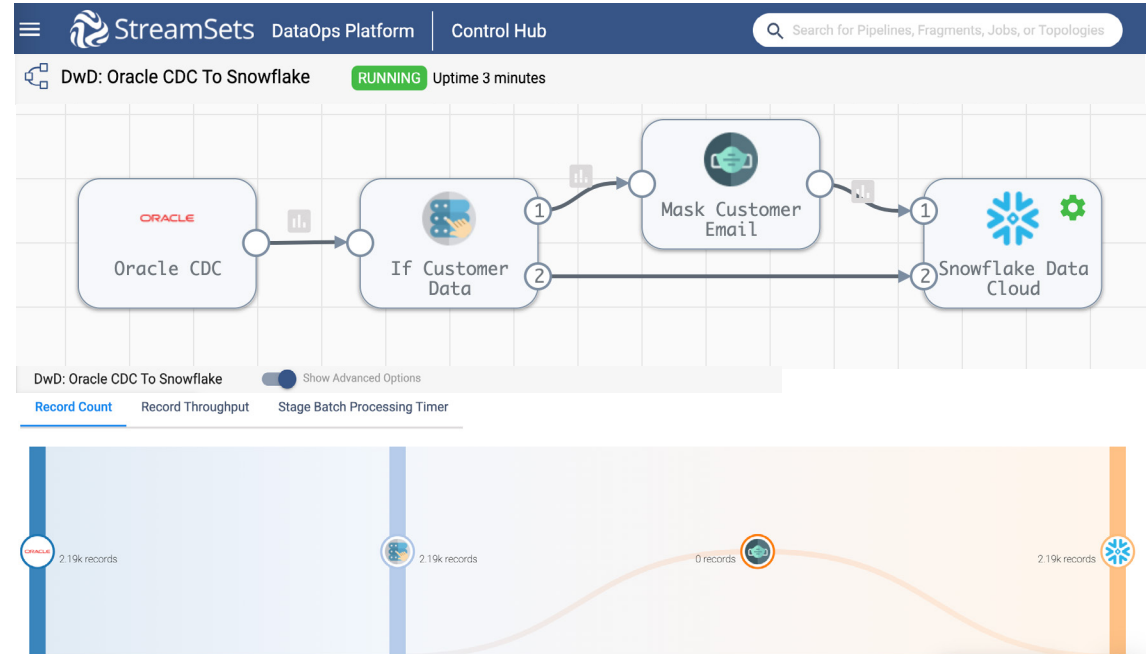 StreamSets DataOps Platform Control Hub
Search for Pipelines, Fragments, Jobs, or Topologies
DwD: Oracle CDC To Snowflake RUNNING Uptime 3 minutes
ORACLE
Oracle CDC
If Customer
Data
1
2
Mask Customer
Email
1
2
Snowflake Data
Cloud
DwD: Oracle CDC To Snowflake Show Advanced Options
Record Count Record Throughput Stage Batch Processing Timer
ORACLE 2.19k records 2.19k records 0 records 2.19k records